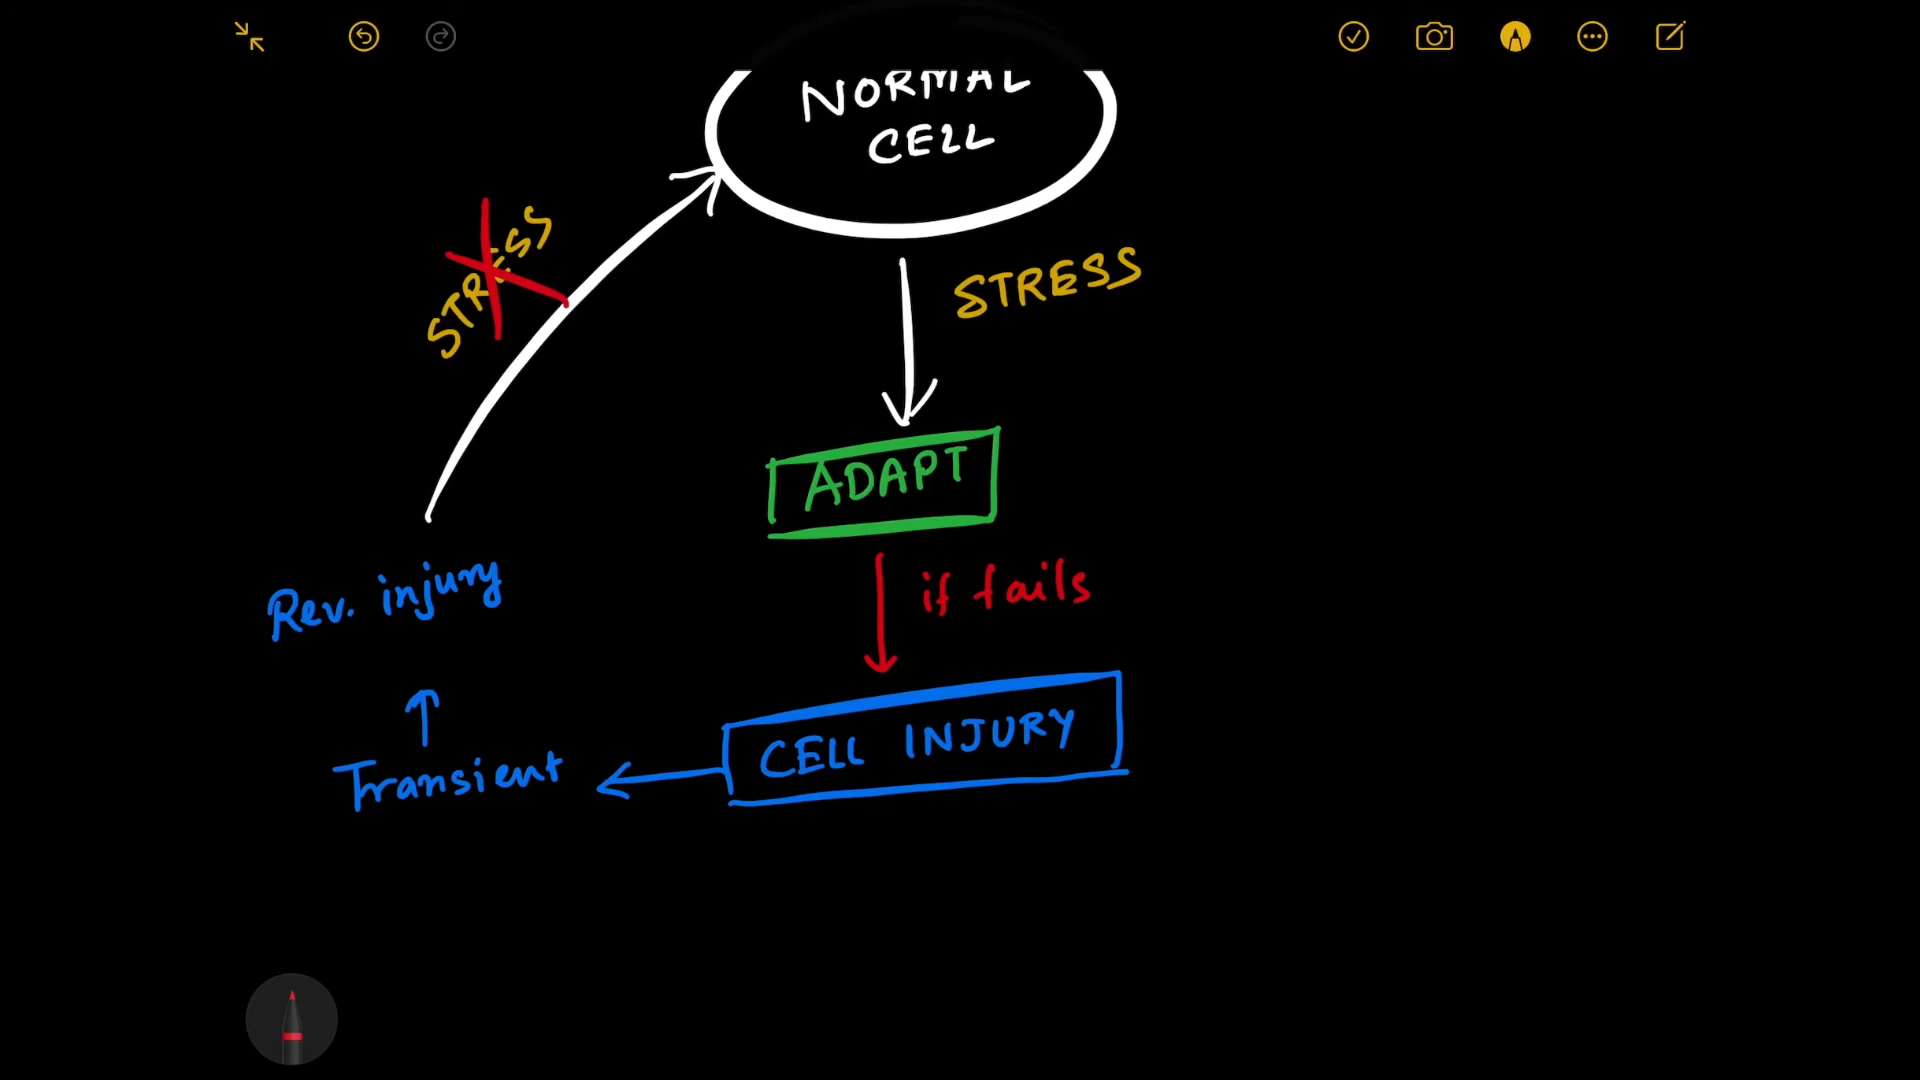 NORMAL
CELL
STRESS
STRESS
ADAPT
if fails
Rev. injury
CELL INJURY
Transient